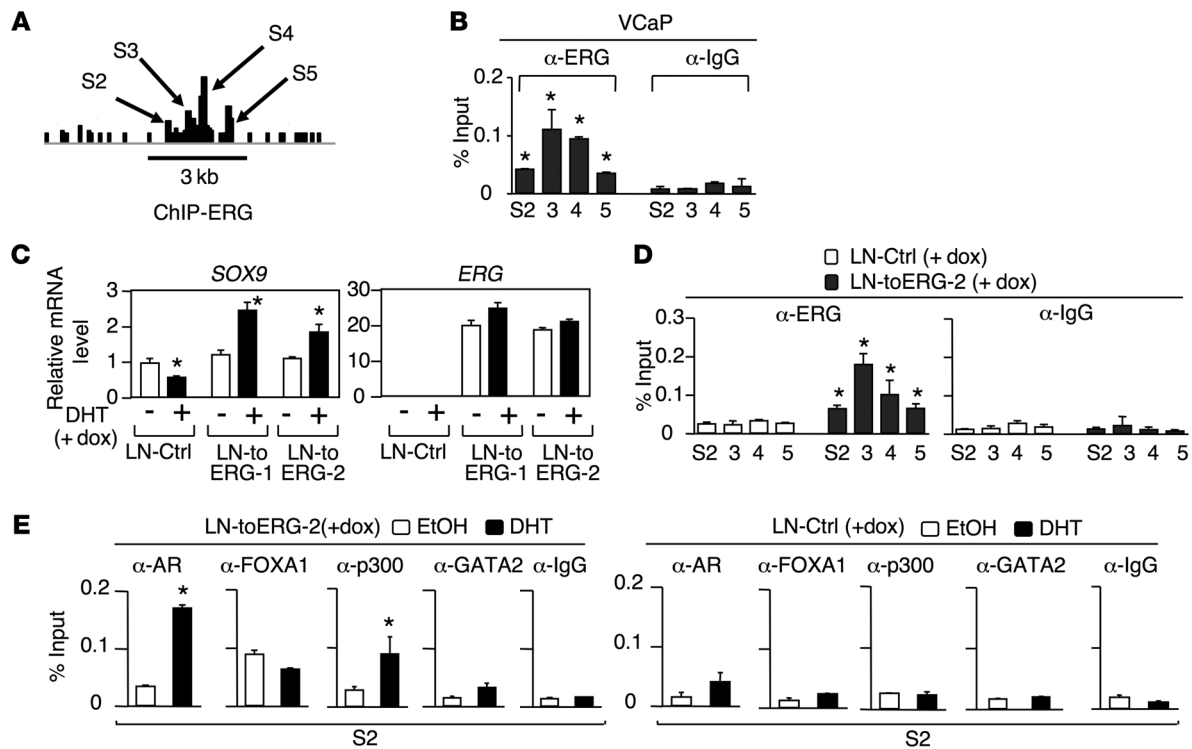 A
S2
S3
S4
S5
3 kb
ChIP-ERG
B
VCaP
α-ERG α-IgG
% Input
0.2
0.1
0
S2 3 4 5 S2 3 4 5
C
SOX9 ERG
Relative mRNA
level
3
2
1
0
30
20
10
0
DHT - + - + - + - + - + - +
(+ dox)
LN-Ctrl LN-to ERG-1 LN-to ERG-2 LN-Ctrl LN-to ERG-1 LN-to ERG-2
D
LN-Ctrl (+ dox)
LN-toERG-2 (+ dox)
α-ERG α-IgG
% Input
0.3
0.2
0.1
0
S2 3 4 5 S2 3 4 5 S2 3 4 5 S2 3 4 5
E
LN-toERG-2(+dox) EtOH DHT
α-AR α-FOXA1 α-p300 α-GATA2 α-IgG
% Input
0.2
0.1
0
S2
LN-Ctrl (+dox) EtOH DHT
α-AR α-FOXA1 α-p300 α-GATA2 α-IgG
0.2
0.1
0
S2